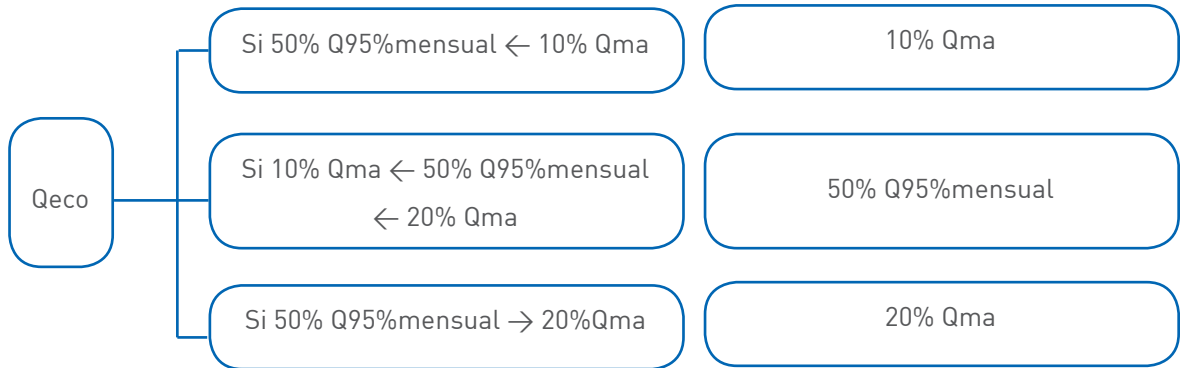 Qeco
Si 50% Q95%mensual ← 10% Qma
10% Qma
Si 10% Qma ← 50% Q95%mensual
← 20% Qma
50% Q95%mensual
Si 50% Q95%mensual → 20%Qma
20% Qma